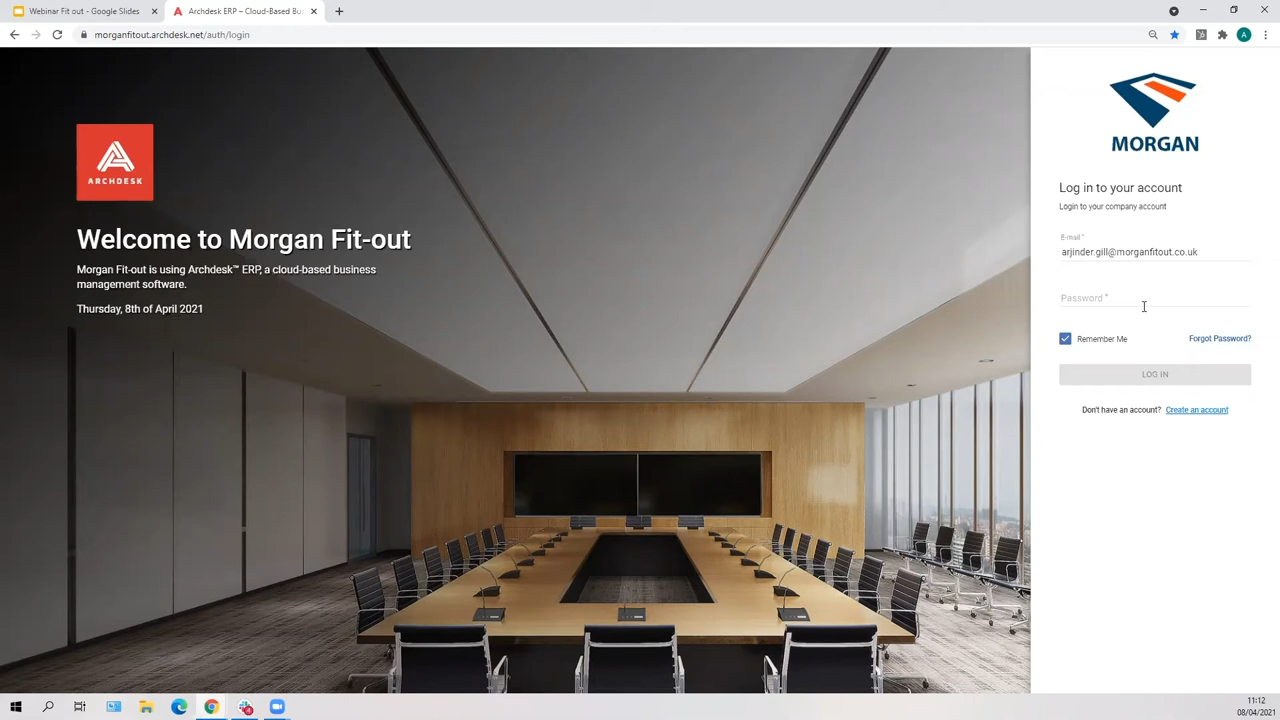 Webinar Fit out - Google Slides
Archdesk ERP – Cloud-Based Bu
morganfitout.archdesk.net/auth/login
A
ARCHDESK
Welcome to Morgan Fit-out
Morgan Fit-out is using Archdesk™ ERP, a cloud-based business
management software.
Thursday, 8th of April 2021
MORGAN
Log in to your account
Login to your company account
E-mail *
arjinder.gill@morganfitout.co.uk
Password *
Remember Me
Forgot Password?
LOG IN
Don't have an account? Create an account
11:12
08/04/2021